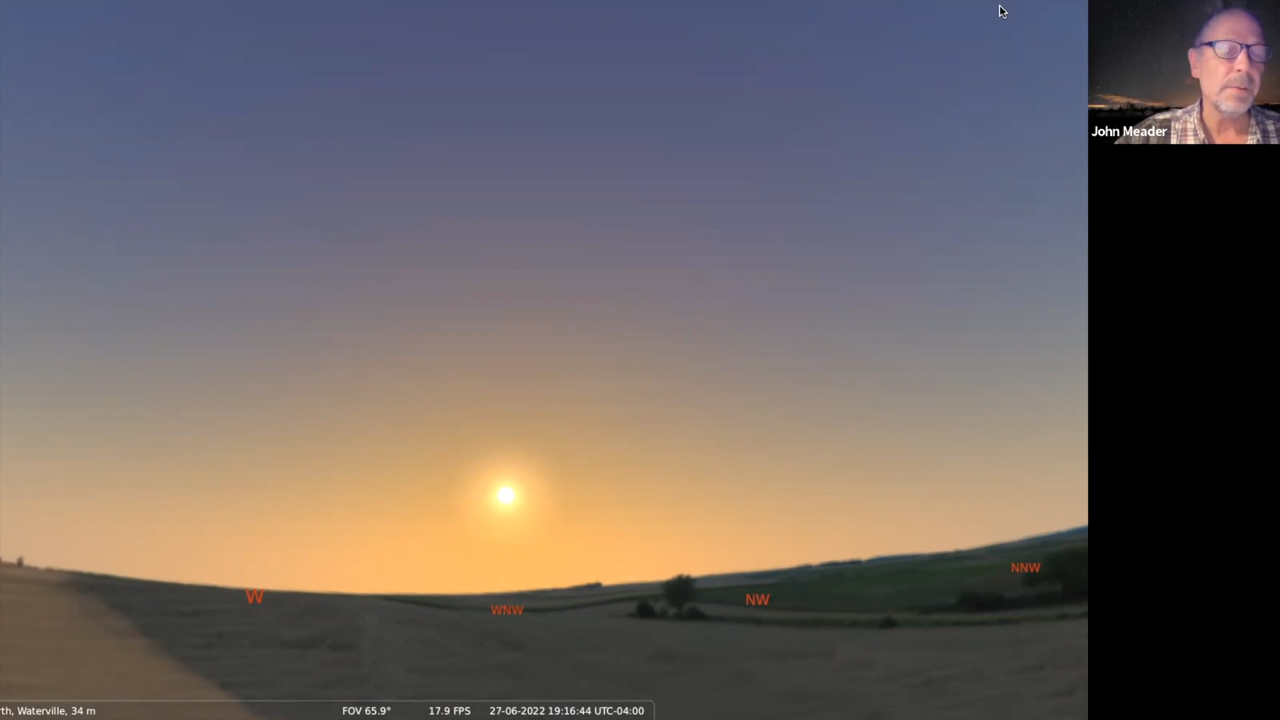 John Meader
W
WNW
NW
NNW
th, Waterville, 34 m FOV 65.9° 17.9 FPS 27-06-2022 19:16:44 UTC-04:00